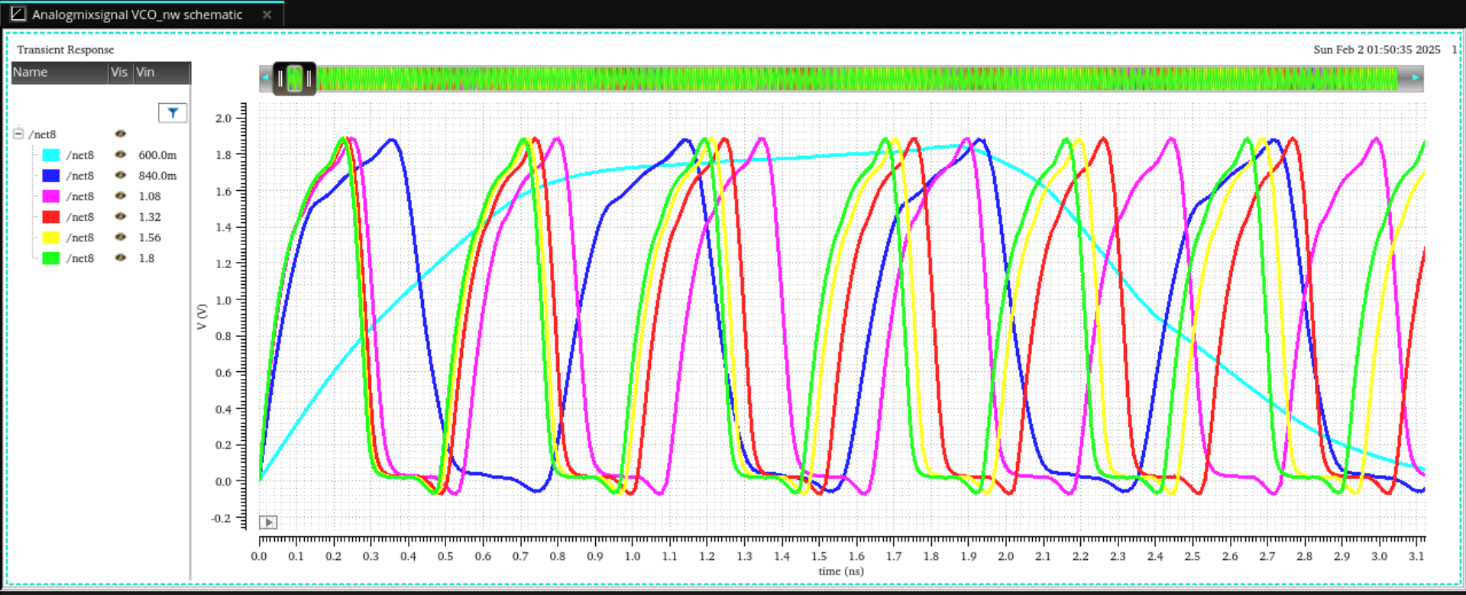 Analogmixsignal VCO_nw schematic ×
Transient Response
Sun Feb 2 01:50:35 2025 1
Name Vis Vin
/net8
/net8 600.0m
/net8 840.0m
/net8 1.08
/net8 1.32
/net8 1.56
/net8 1.8
V (V)
2.0
1.8
1.6
1.4
1.2
1.0
0.8
0.6
0.4
0.2
0.0
-0.2
0.0 0.1 0.2 0.3 0.4 0.5 0.6 0.7 0.8 0.9 1.0 1.1 1.2 1.3 1.4 1.5 1.6 1.7 1.8 1.9 2.0 2.1 2.2 2.3 2.4 2.5 2.6 2.7 2.8 2.9 3.0 3.1
time (ns)